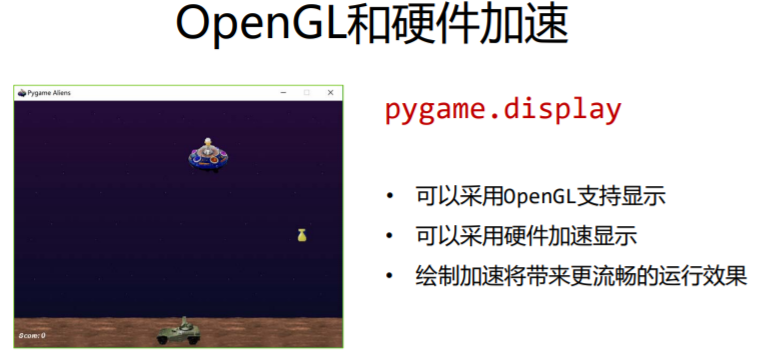 OpenGL和硬件加速
Pygame Aliens
pygame.display
• 可以采用OpenGL支持显示
• 可以采用硬件加速显示
• 绘制加速将带来更流畅的运行效果
Scom: 0